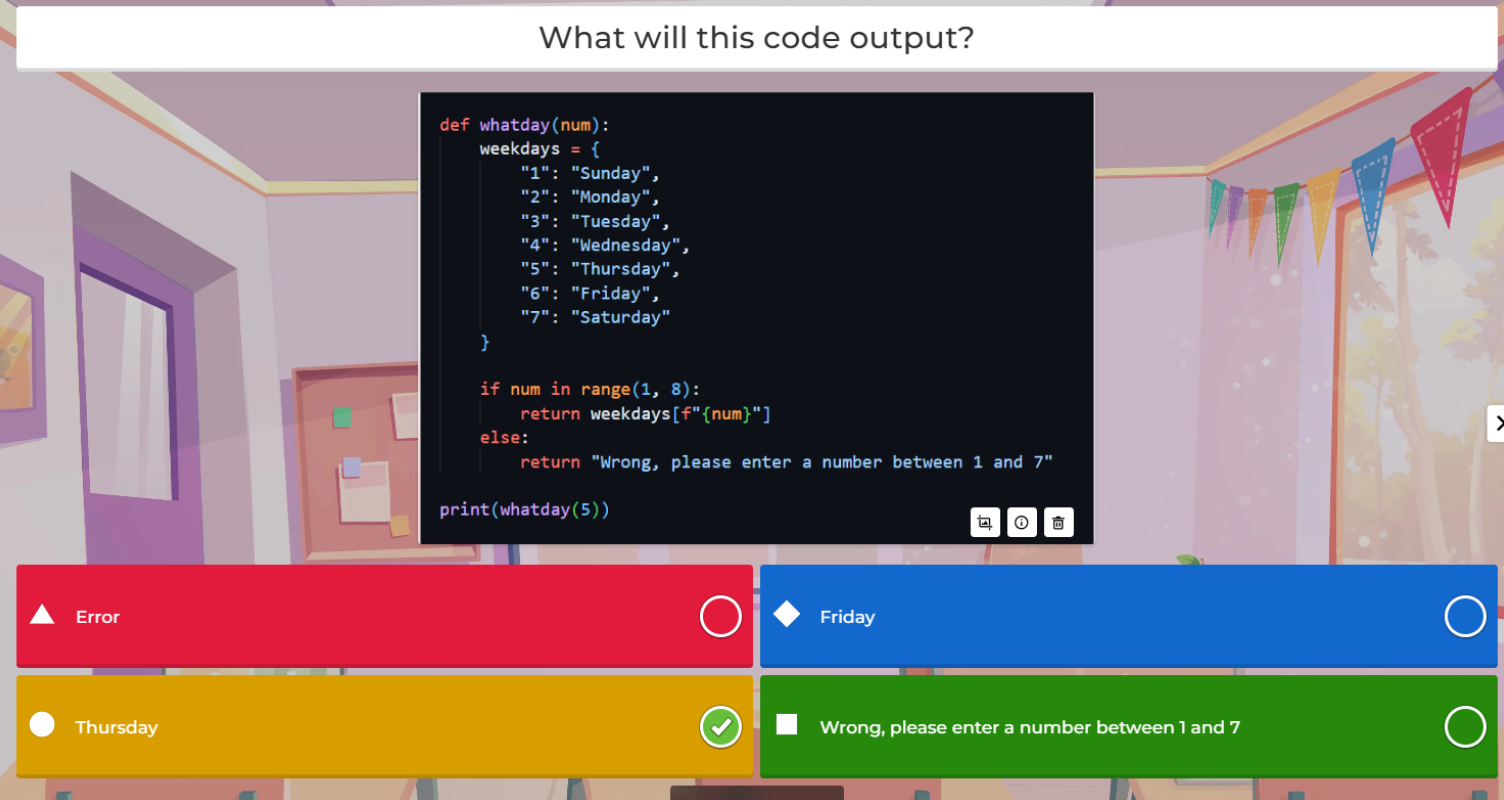 What will this code output?
def whatday(num):
    weekdays = {
        "1": "Sunday",
        "2": "Monday",
        "3": "Tuesday",
        "4": "Wednesday",
        "5": "Thursday",
        "6": "Friday",
        "7": "Saturday"
    }
    if num in range(1, 8):
        return weekdays[f"{num}"]
    else:
        return "Wrong, please enter a number between 1 and 7"
print(whatday(5))
Error
Friday
Thursday
Wrong, please enter a number between 1 and 7